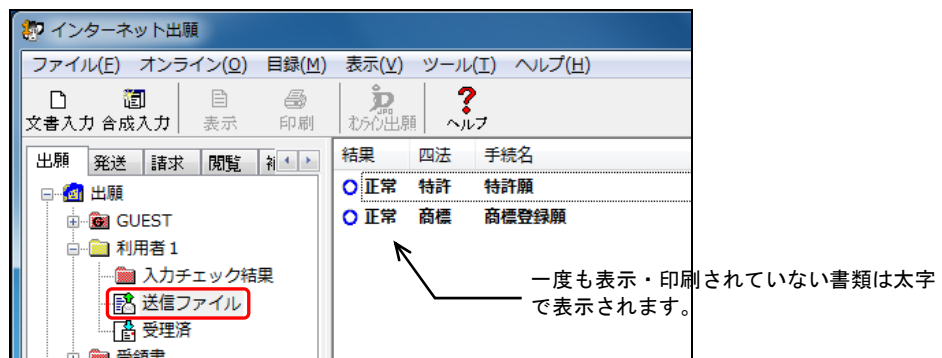 インターネット出願
ファイル(F) オンライン(O) 目録(M) 表示(V) ツール(T) ヘルプ(H)
文書入力 合成入力 表示 印刷 オンライン出願 ヘルプ
出願 発送 請求 閲覧
結果 四法 手続名
出願
正常 特許 特許願
GUEST
正常 商標 商標登録願
利用者1
入力チェック結果
送信ファイル
受理済
受領書
一度も表示・印刷されていない書類は太字
で表示されます。